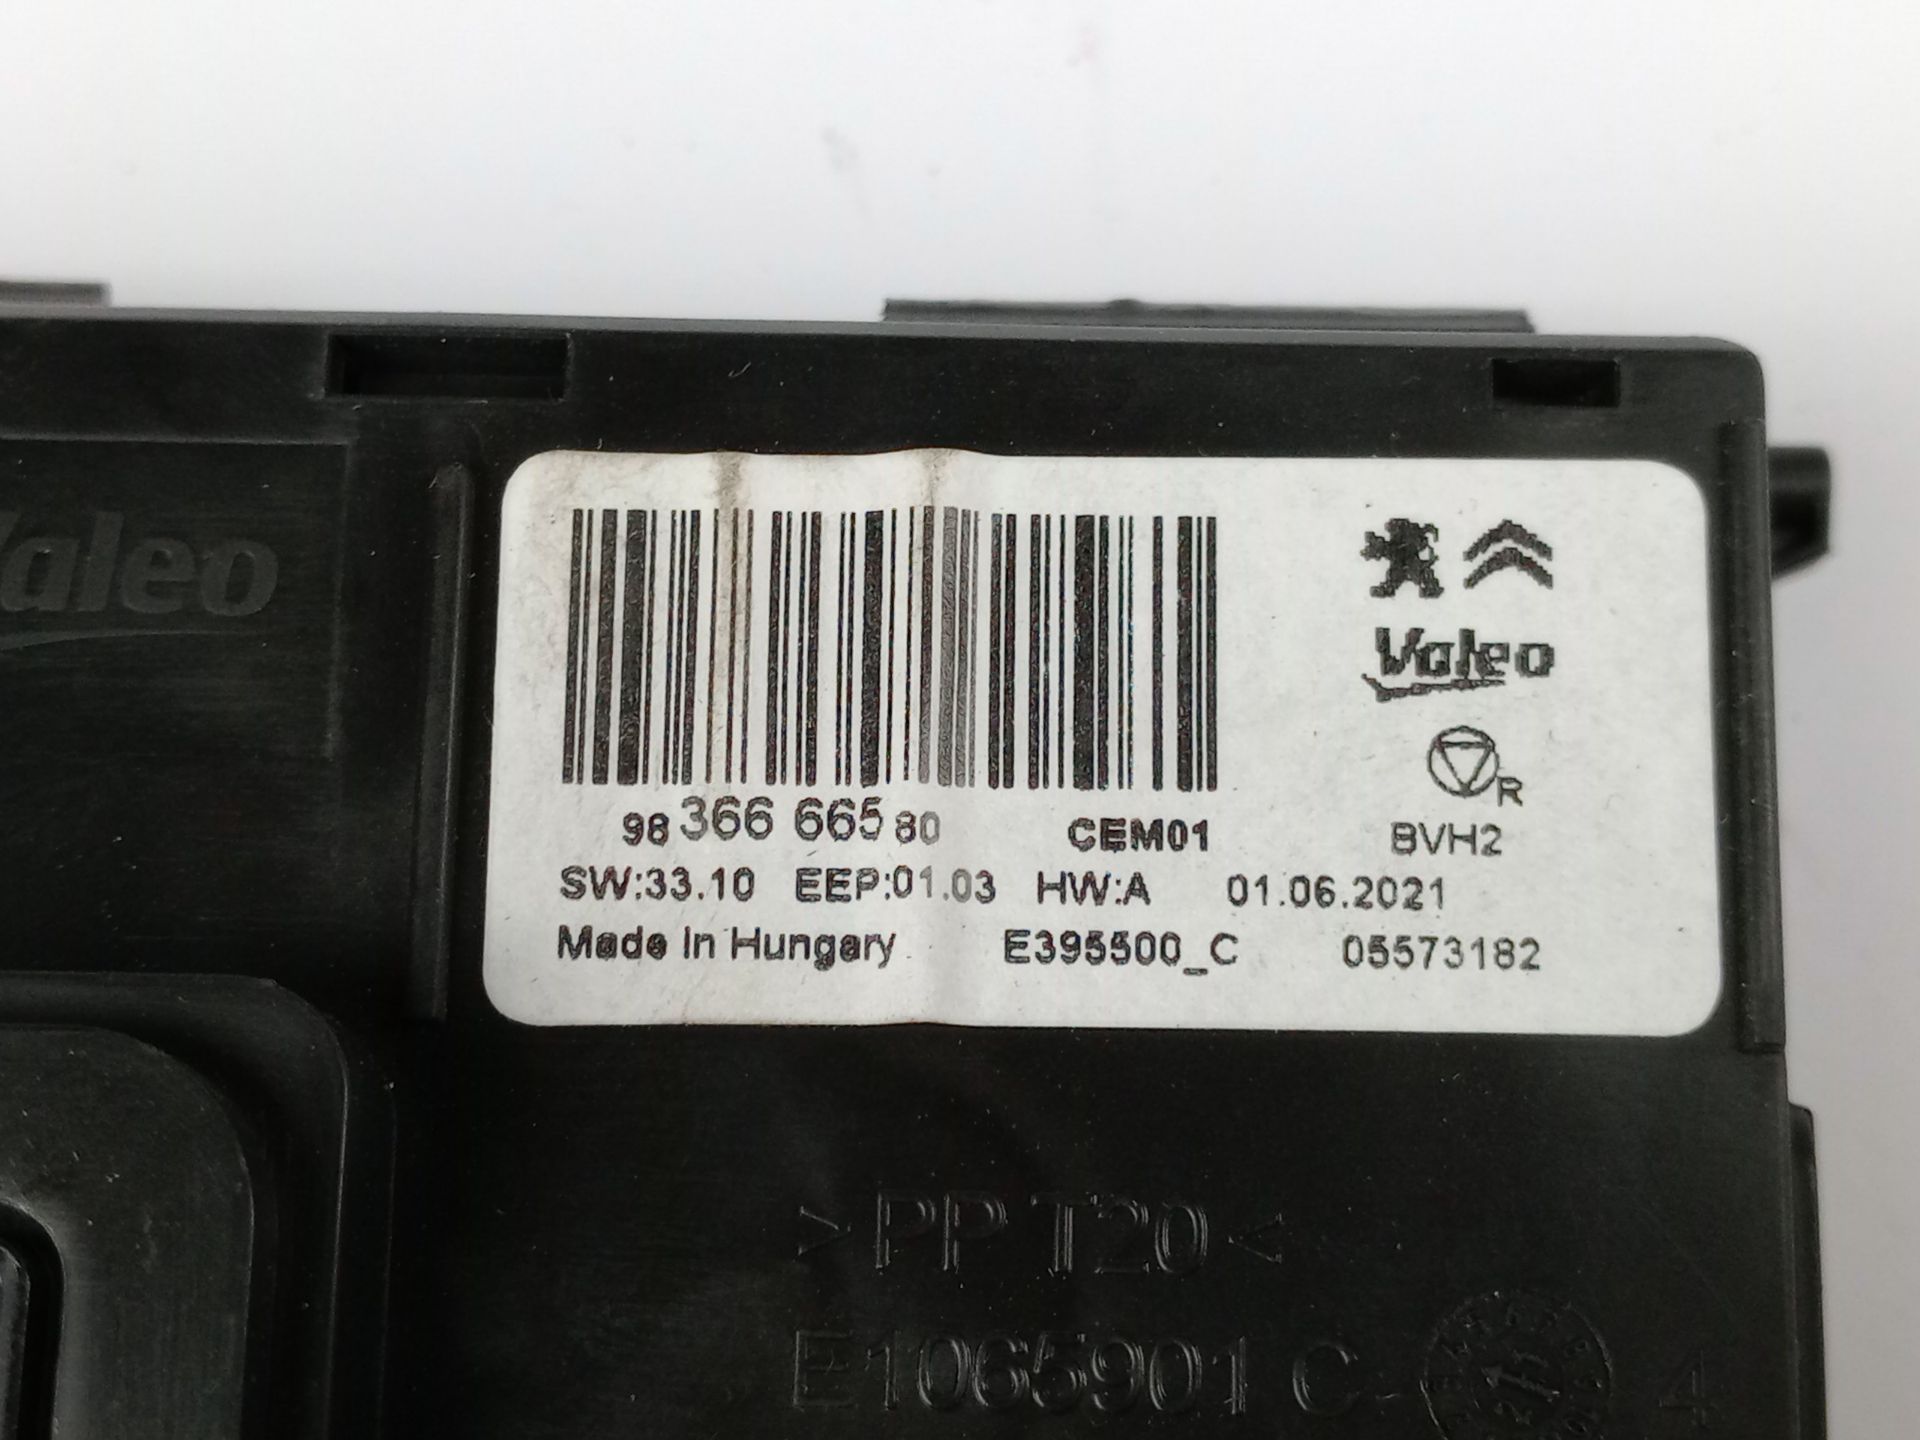 Valeo
Valeo
R
98 366 665 80 CEM01 BVH2
SW:33.10 EEP:01.03 HW:A 01.06.2021
Made In Hungary E395500_C 05573182
> PP T20 <
E1065901 C 4